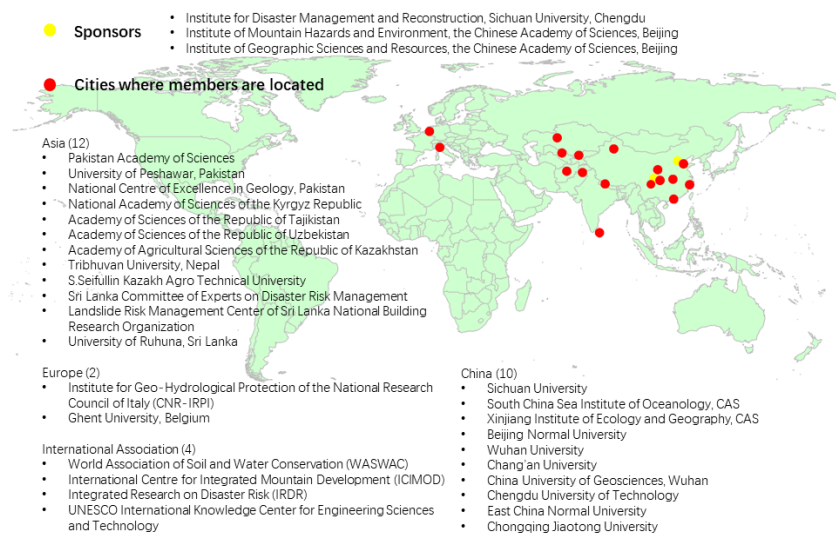 Sponsors
• Institute for Disaster Management and Reconstruction, Sichuan University, Chengdu
• Institute of Mountain Hazards and Environment, the Chinese Academy of Sciences, Beijing
• Institute of Geographic Sciences and Resources, the Chinese Academy of Sciences, Beijing
Cities where members are located
Asia (12)
• Pakistan Academy of Sciences
• University of Peshawar, Pakistan
• National Centre of Excellence in Geology, Pakistan
• National Academy of Sciences of the Kyrgyz Republic
• Academy of Sciences of the Republic of Tajikistan
• Academy of Sciences of the Republic of Uzbekistan
• Academy of Agricultural Sciences of the Republic of Kazakhstan
• Tribhuvan University, Nepal
• S.Seifullin Kazakh Agro Technical University
• Sri Lanka Committee of Experts on Disaster Risk Management
• Landslide Risk Management Center of Sri Lanka National Building
Research Organization
• University of Ruhuna, Sri Lanka
Europe (2)
• Institute for Geo-Hydrological Protection of the National Research
Council of Italy (CNR-IRPI)
• Ghent University, Belgium
International Association (4)
• World Association of Soil and Water Conservation (WASWAC)
• International Centre for Integrated Mountain Development (ICIMOD)
• Integrated Research on Disaster Risk (IRDR)
• UNESCO International Knowledge Center for Engineering Sciences
and Technology
China (10)
• Sichuan University
• South China Sea Institute of Oceanology, CAS
• Xinjiang Institute of Ecology and Geography, CAS
• Beijing Normal University
• Wuhan University
• Chang'an University
• China University of Geosciences, Wuhan
• Chengdu University of Technology
• East China Normal University
• Chongqing Jiaotong University